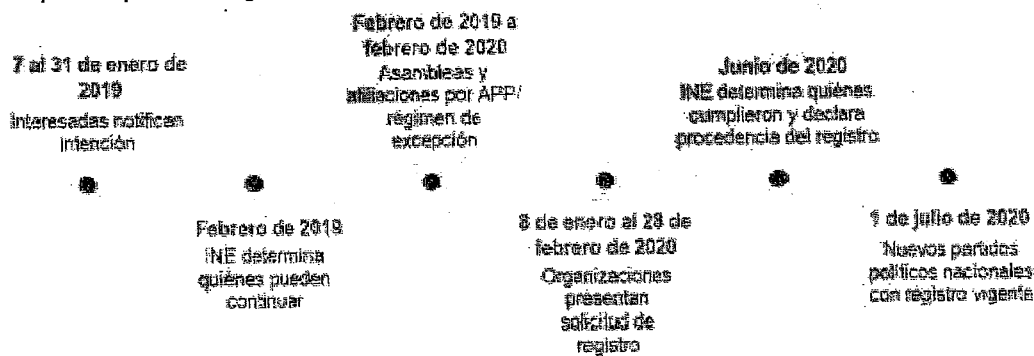 7 al 31 de enero de
2019
Interesadas notifican
intención
Febrero de 2019
INE determina
quiénes pueden
continuar
Febrero de 2019 a
febrero de 2020
Asambleas y
afiliaciones por APP/
régimen de
excepción
8 de enero al 29 de
febrero de 2020
Organizaciones
presentan
solicitud de
registro
Junio de 2020
INE determina quiénes
cumplieron y declara
procedencia del registro
1 de julio de 2020
Nuevos partidos
políticos nacionales
con registro vigente